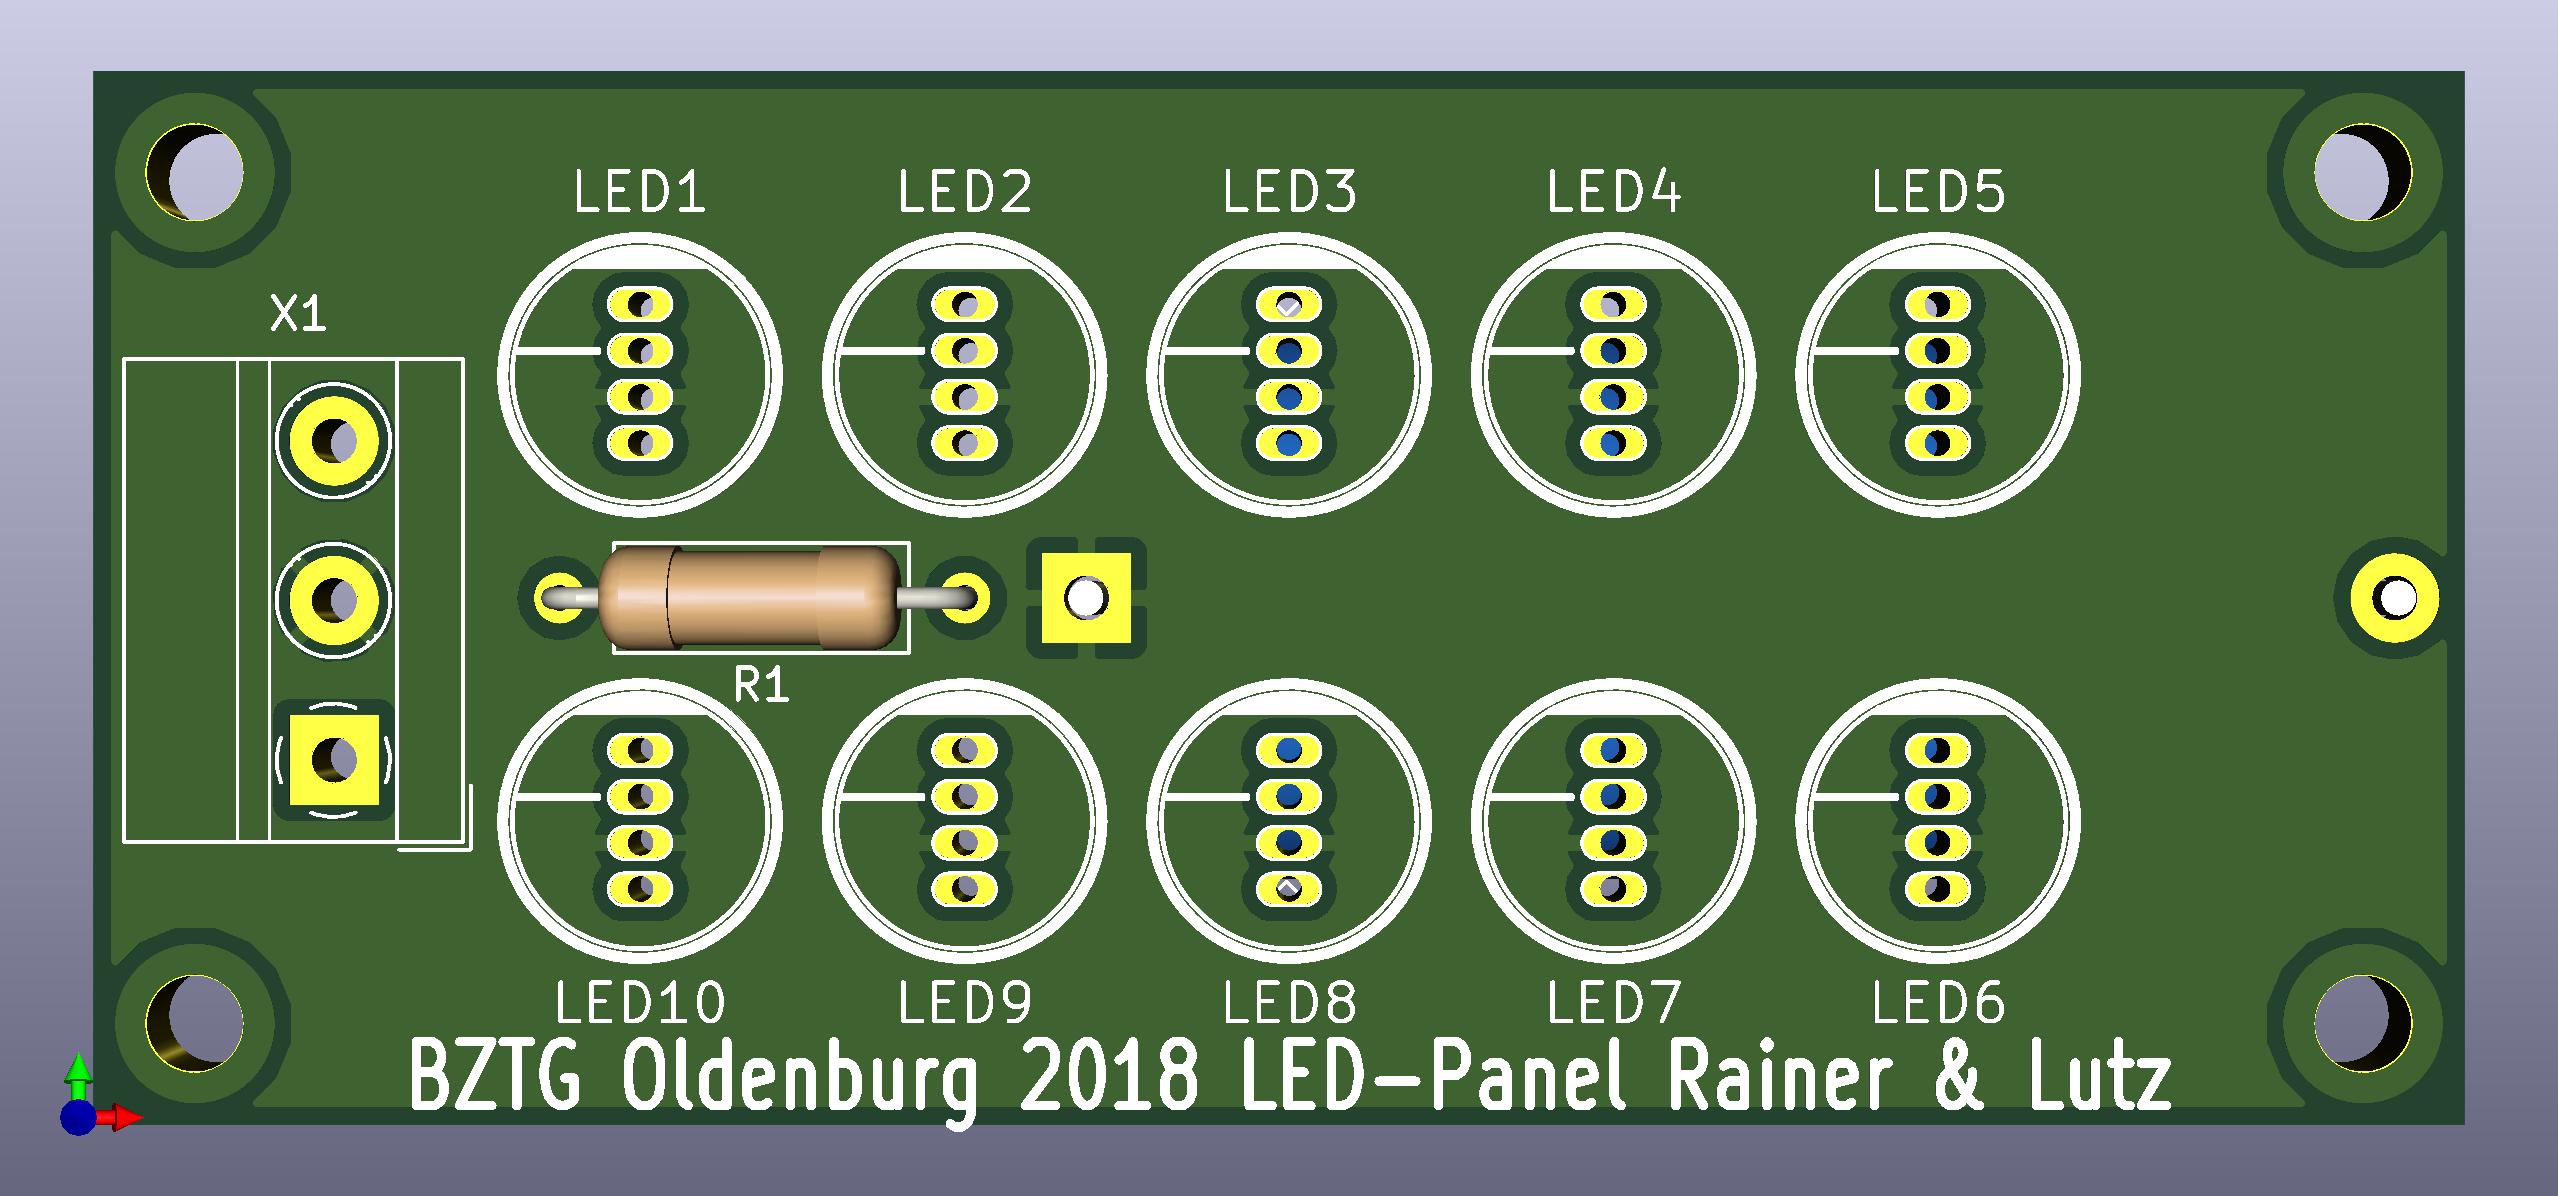 LED1 LED2 LED3 LED4 LED5
X1
R1
LED10 LED9 LED8 LED7 LED6
BZTG Oldenburg 2018 LED-Panel Rainer & Lutz